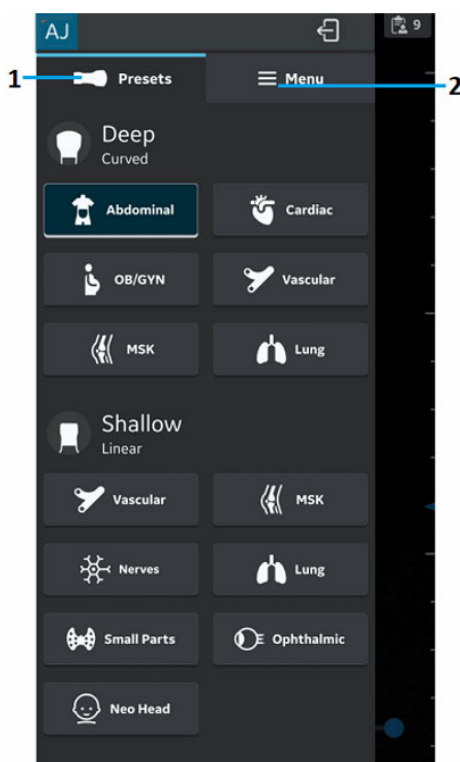 AJ
9
1
Presets
Menu
2
Deep
Curved
Abdominal
Cardiac
OB/GYN
Vascular
MSK
Lung
Shallow
Linear
Vascular
MSK
Nerves
Lung
Small Parts
Ophthalmic
Neo Head